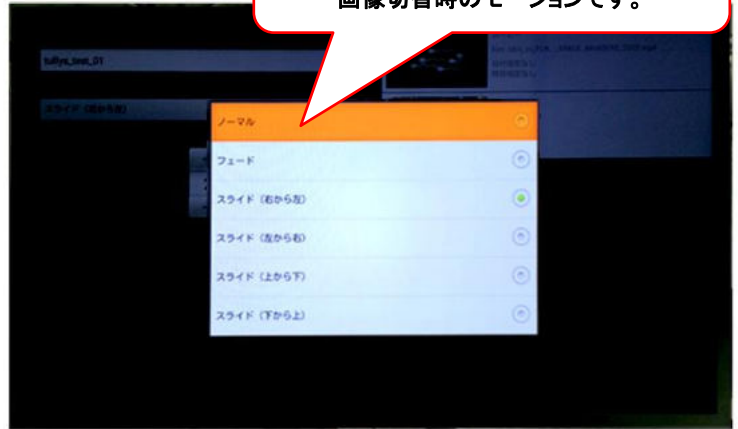 画像切替時のモーションです。
tullys_test_01
スライド（右から左）
ノーマル
フェード
スライド（右から左）
スライド（左から右）
スライド（上から下）
スライド（下から上）